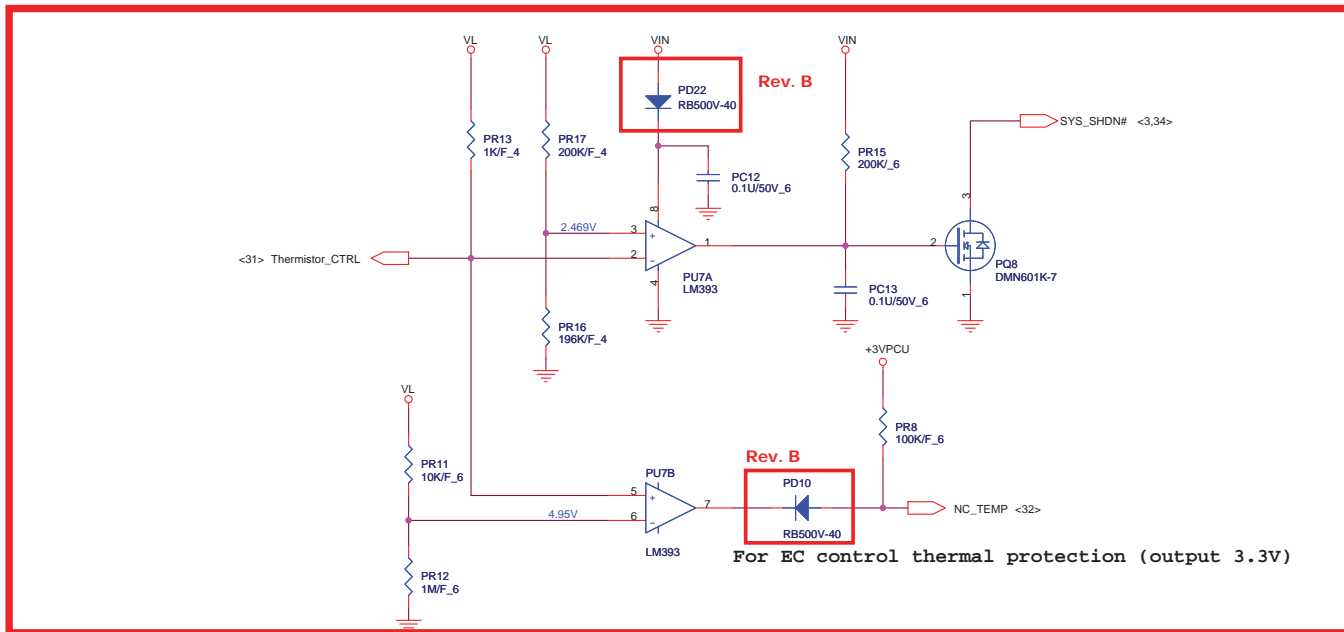 VL
VL
VIN
VIN
Rev. B
PD22
RB500V-40
PR13
1K/F_4
PR17
200K/F_4
PR15
200K/_6
SYS_SHDN# <3,34>
PC12
0.1U/50V_6
8
3
2.469V
3
+
1
2
2
-
<31> Thermistor_CTRL
PU7A
LM393
4
PQ8
DMN601K-7
1
PC13
0.1U/50V_6
PR16
196K/F_4
+3VPCU
VL
PR8
100K/F_6
PR11
10K/F_6
Rev. B
PU7B
PD10
5
+
7
6
-
4.95V
NC_TEMP <32>
LM393
RB500V-40
For EC control thermal protection (output 3.3V)
PR12
1M/F_6